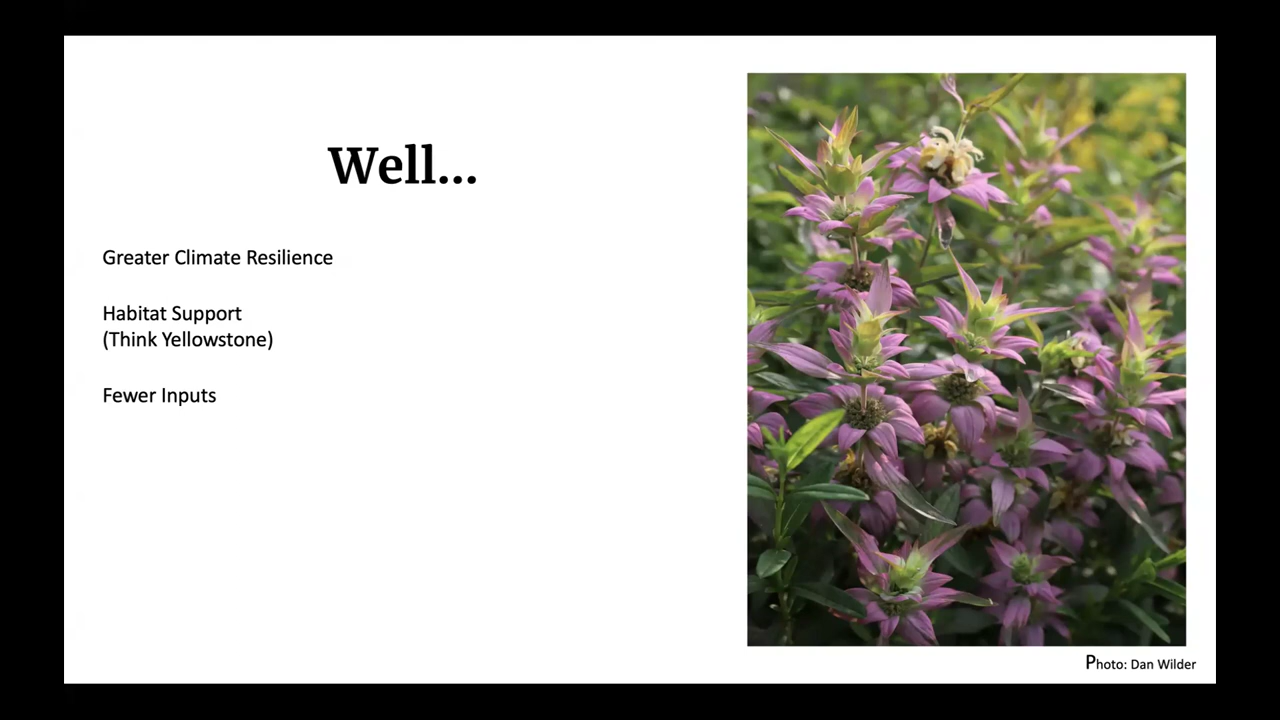 Well...
Greater Climate Resilience
Habitat Support
(Think Yellowstone)
Fewer Inputs
Photo: Dan Wilder